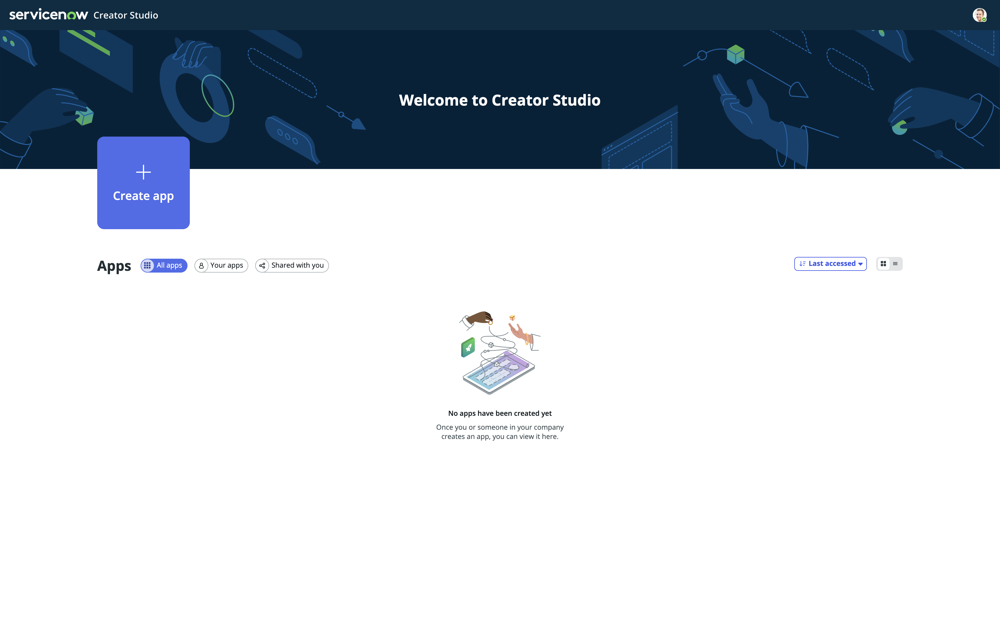 servicenow Creator Studio
Welcome to Creator Studio
Create app
Apps
All apps
Your apps
Shared with you
Last accessed
No apps have been created yet
Once you or someone in your company
creates an app, you can view it here.